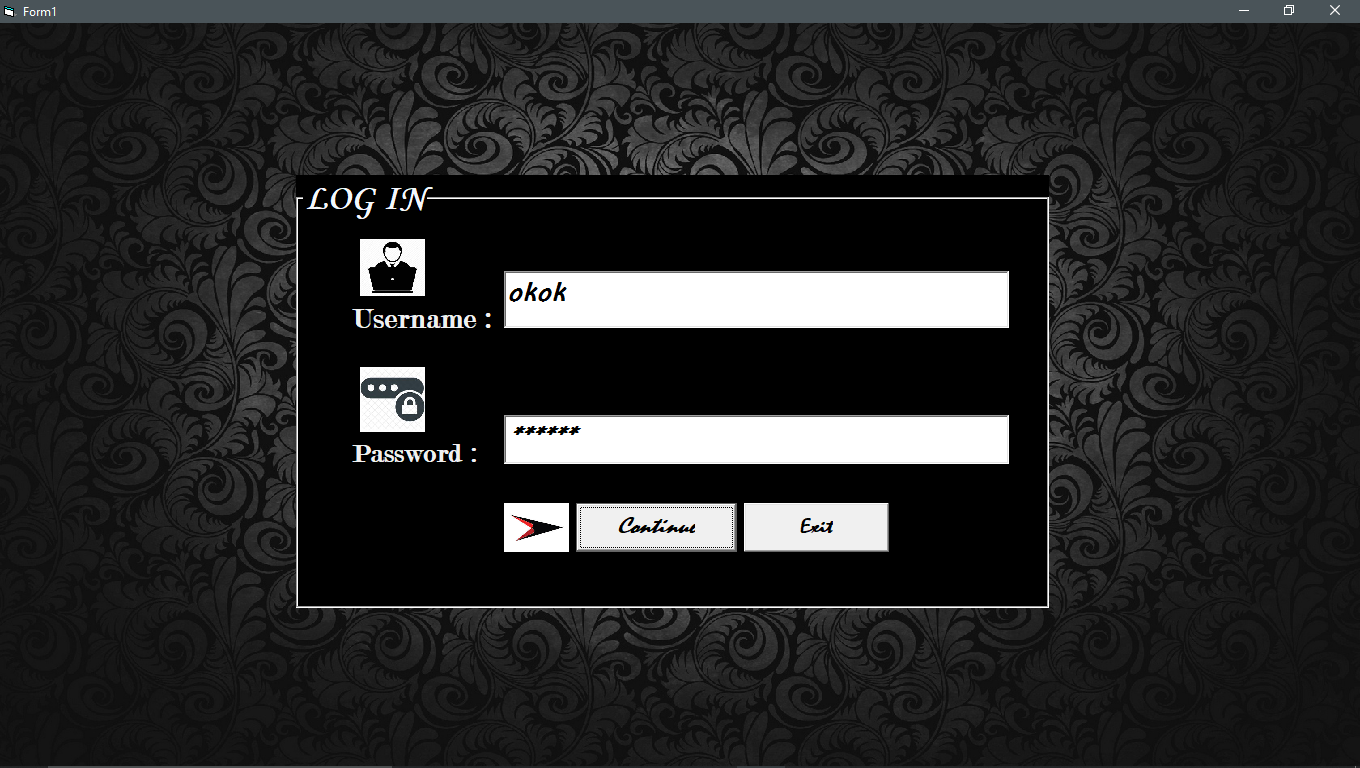 Form1
LOG IN
okok
Username :
******
Password :
Continue
Exit